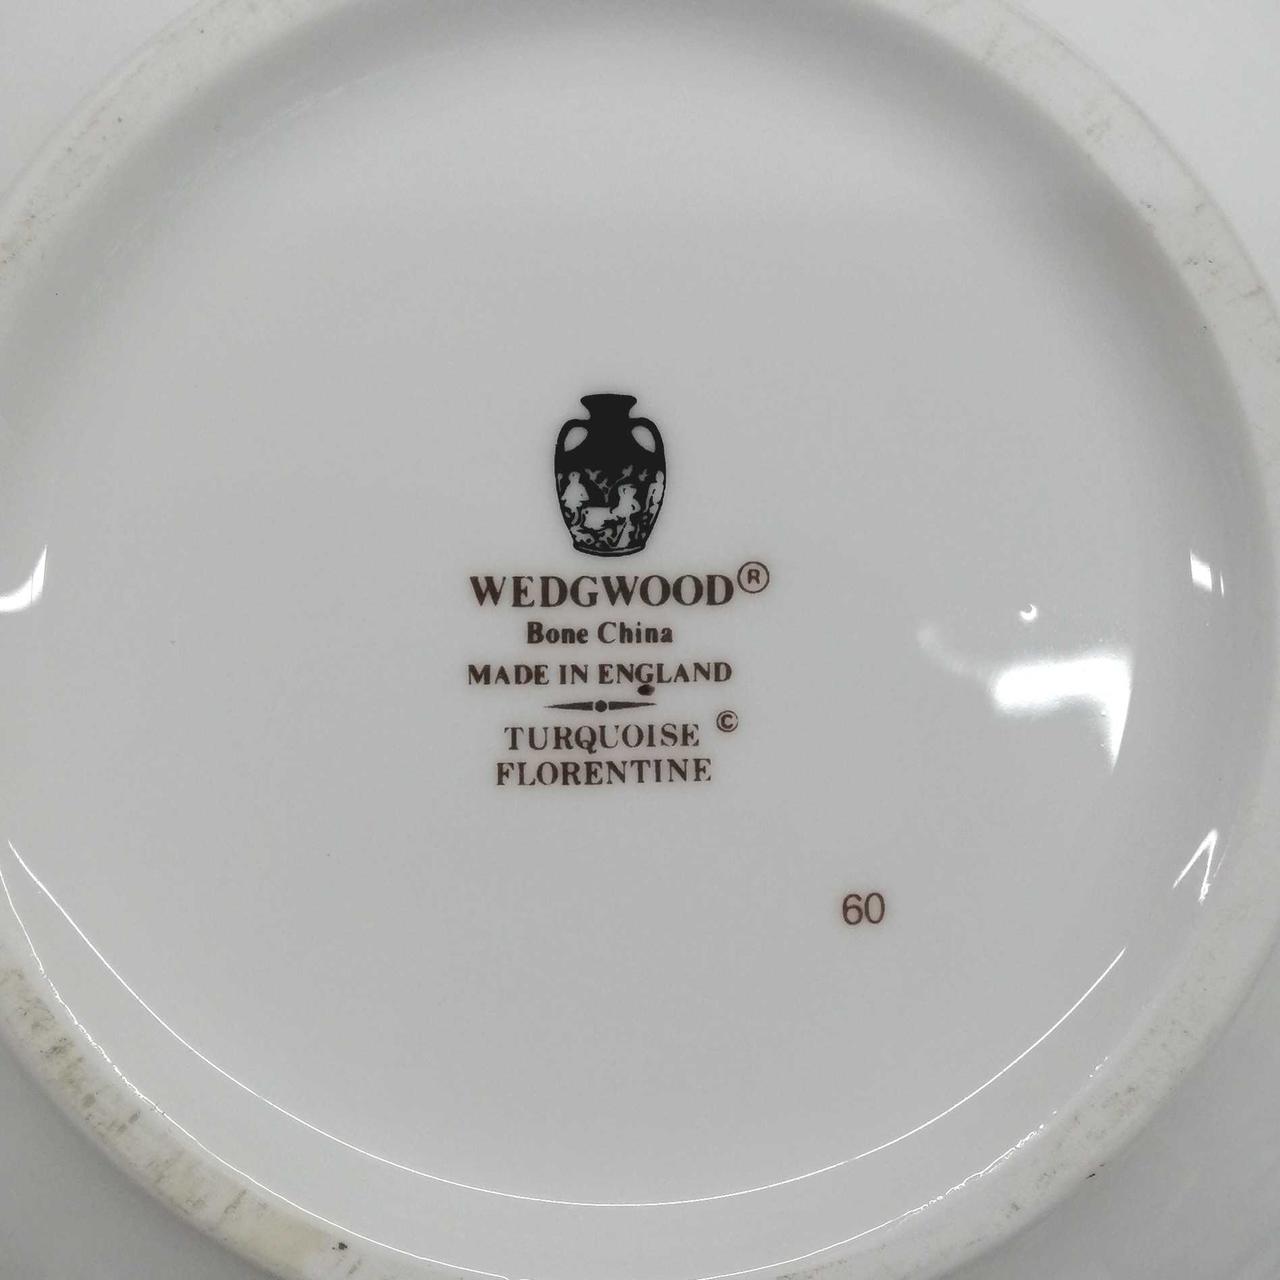 WEDGWOOD®
Bone China
MADE IN ENGLAND
TURQUOISE ©
FLORENTINE
60